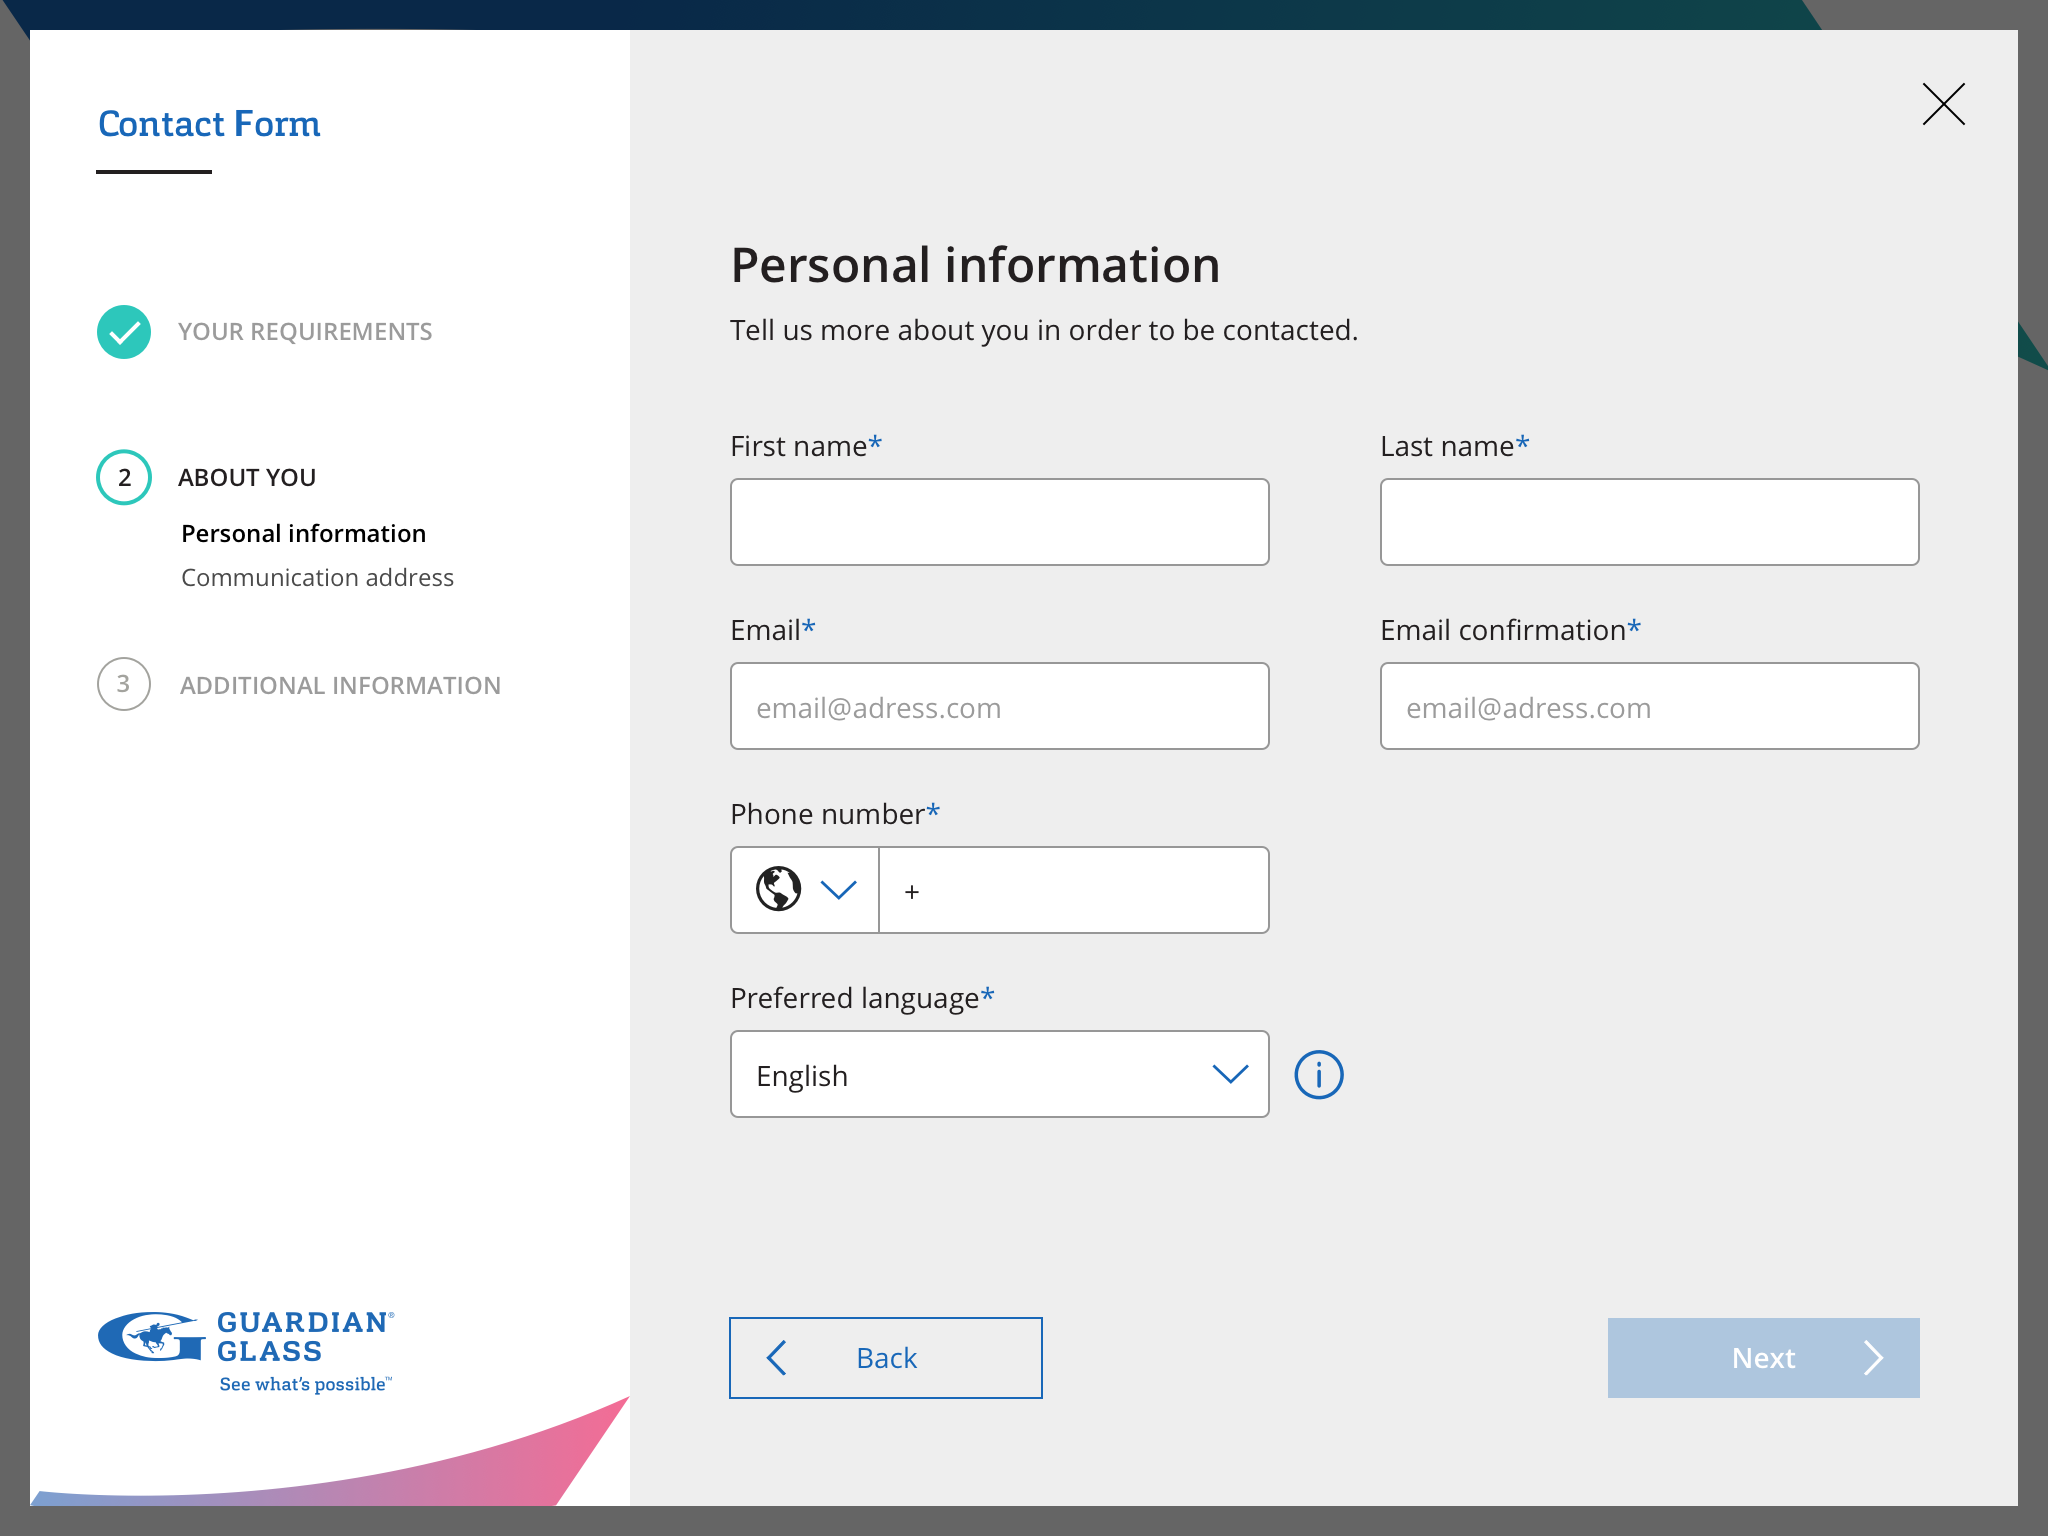 Contact Form
YOUR REQUIREMENTS
2 ABOUT YOU
Personal information
Communication address
3 ADDITIONAL INFORMATION
GUARDIAN®
GLASS
See what's possible™
Personal information
Tell us more about you in order to be contacted.
First name*
Last name*
Email*
Email confirmation*
email@adress.com
email@adress.com
Phone number*
+
Preferred language*
English
Back
Next